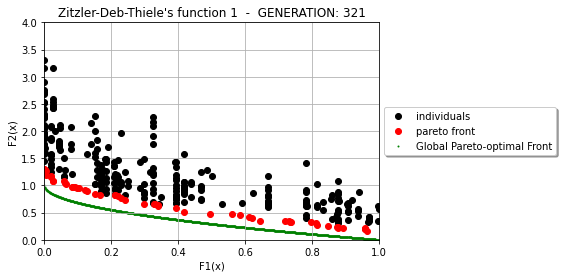 Zitzler-Deb-Thiele's function 1 - GENERATION: 321
4.0
3.5
3.0
2.5
2.0
1.5
1.0
0.5
0.0
F2(x)
0.0 0.2 0.4 0.6 0.8 1.0
F1(x)
individuals
pareto front
Global Pareto-optimal Front